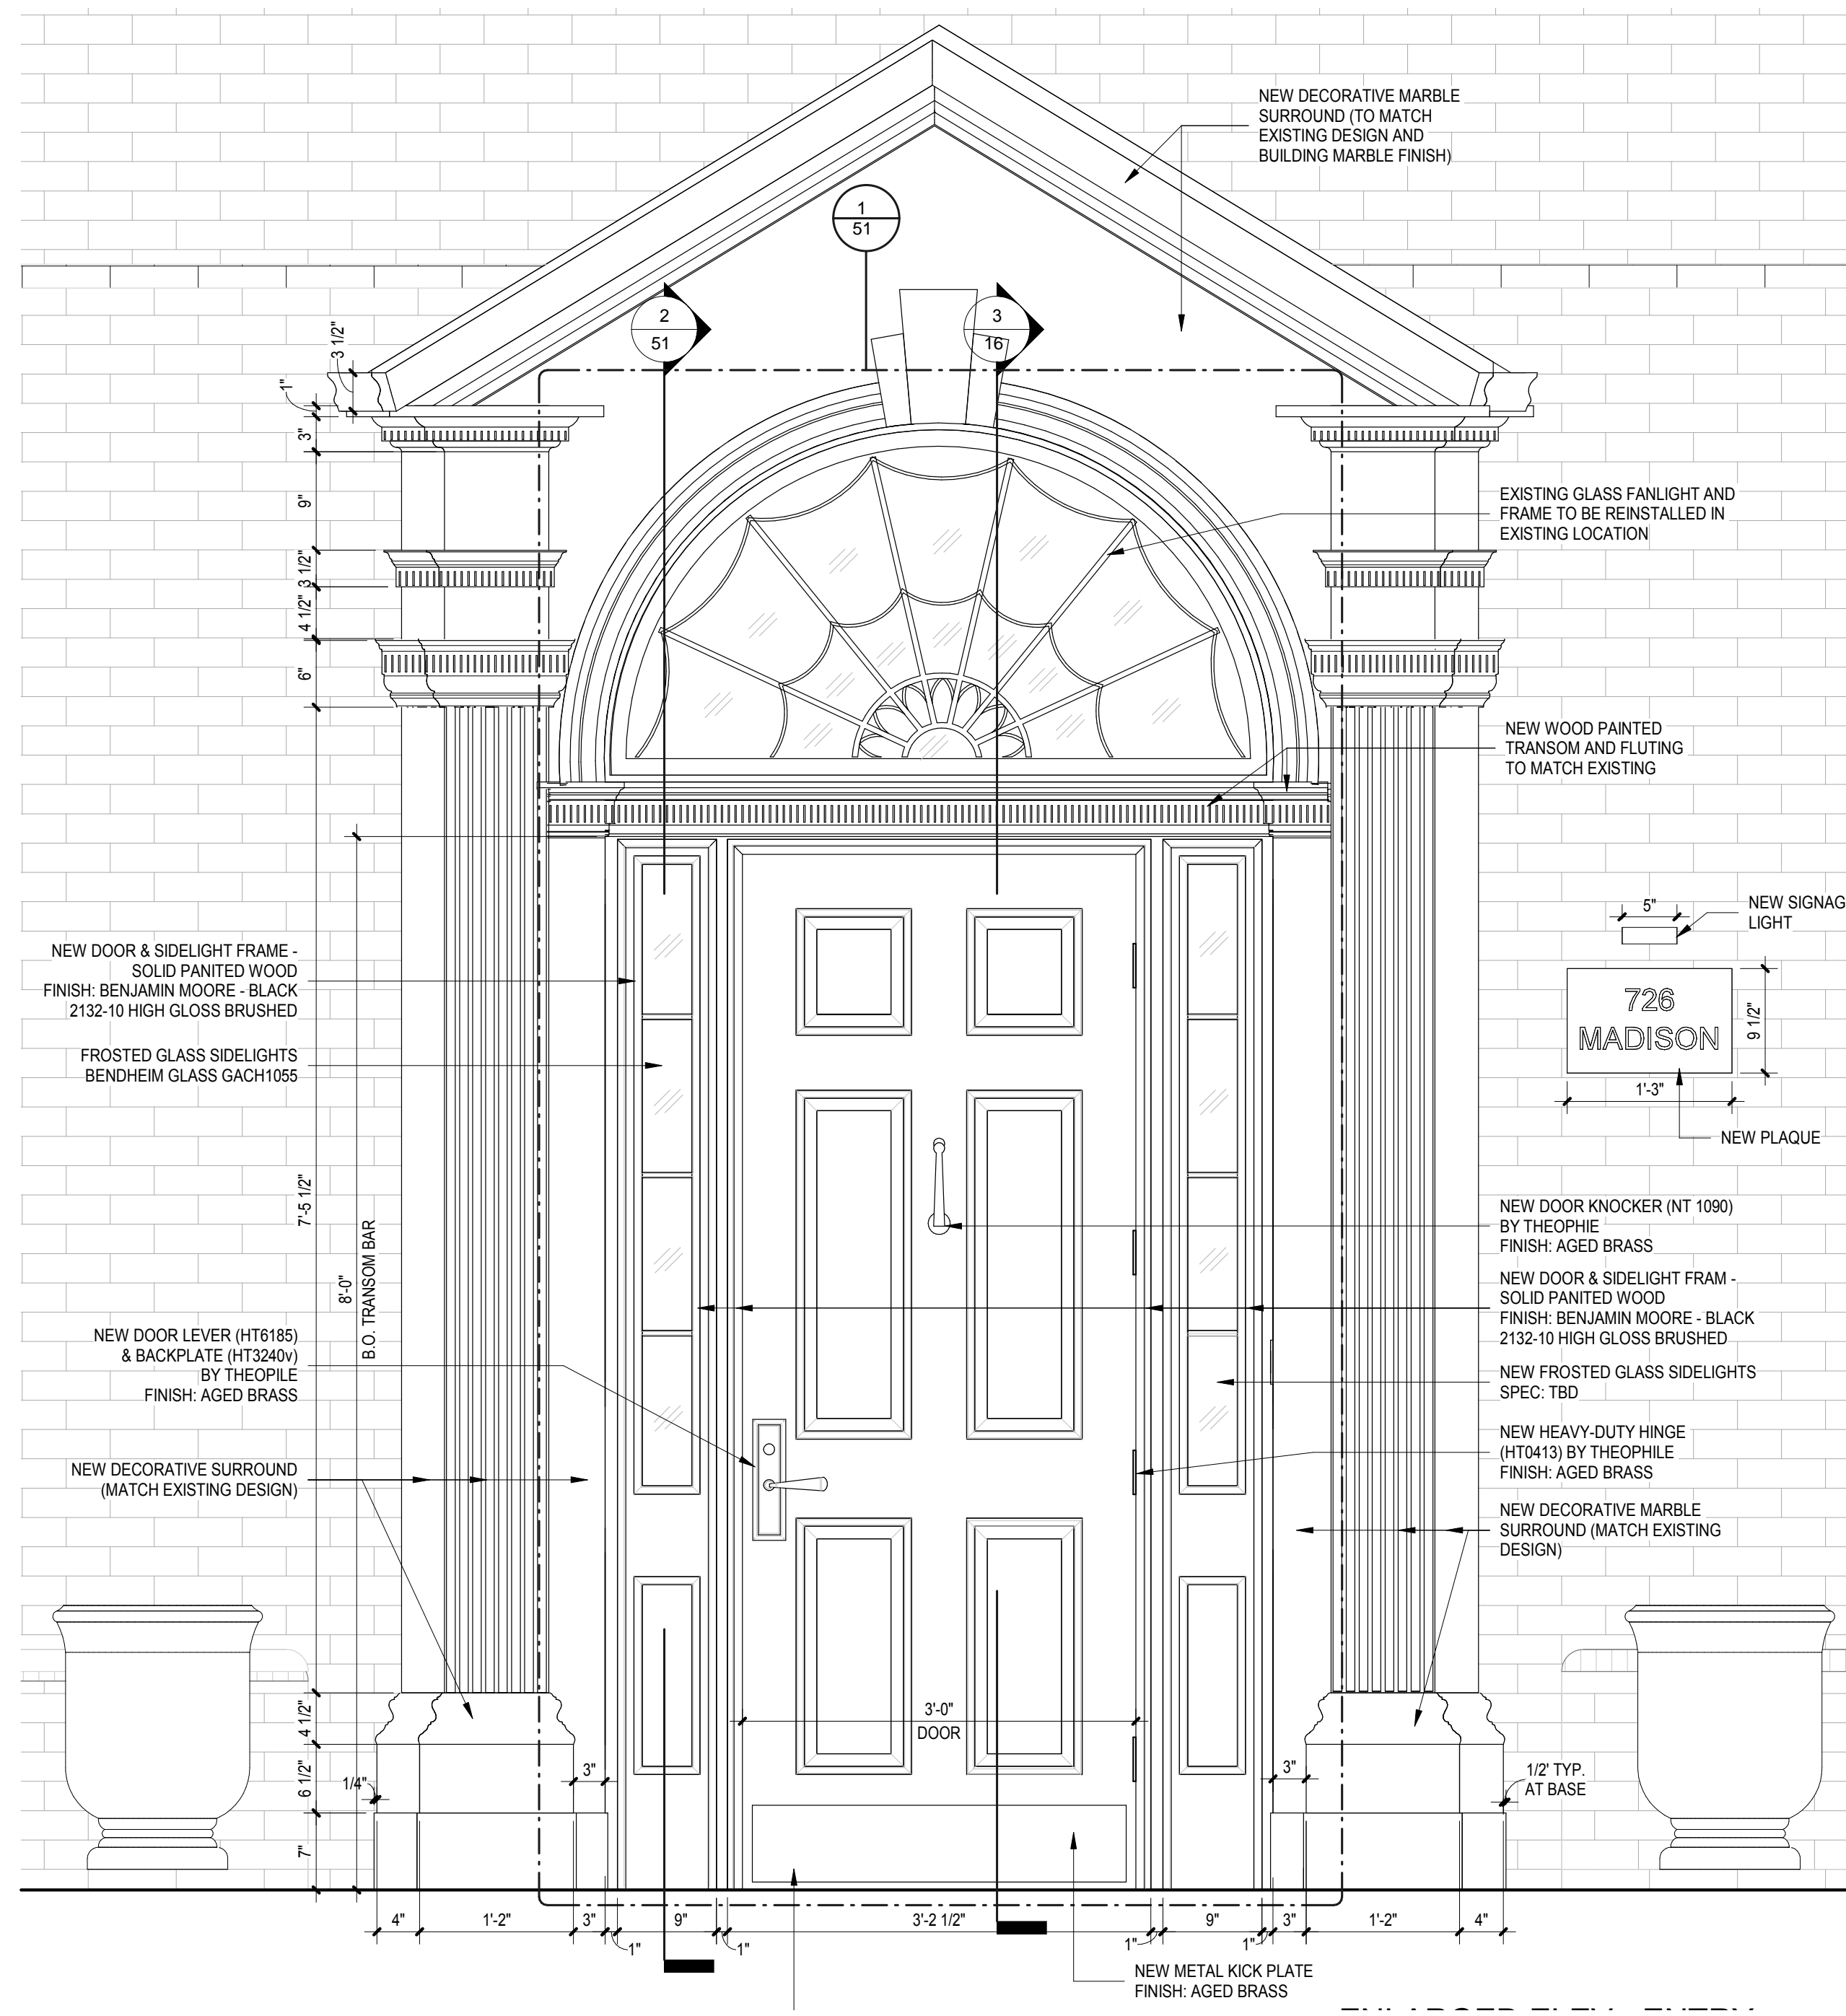 NEW DECORATIVE MARBLE
SURROUND (TO MATCH
EXISTING DESIGN AND
BUILDING MARBLE FINISH)
1
51
2
51
3
16
3 1/2"
1"
3"
9"
3 1/2"
4 1/2"
6"
EXISTING GLASS FANLIGHT AND
FRAME TO BE REINSTALLED IN
EXISTING LOCATION
NEW WOOD PAINTED
TRANSOM AND FLUTING
TO MATCH EXISTING
NEW DOOR & SIDELIGHT FRAME -
SOLID PANITED WOOD
FINISH: BENJAMIN MOORE - BLACK
2132-10 HIGH GLOSS BRUSHED
FROSTED GLASS SIDELIGHTS
BENDHEIM GLASS GACH1055
5"
NEW SIGNAG
LIGHT
726
MADISON
9 1/2"
1'-3"
NEW PLAQUE
7'-5 1/2"
8'-0"
B.O. TRANSOM BAR
NEW DOOR KNOCKER (NT 1090)
BY THEOPHIE
FINISH: AGED BRASS
NEW DOOR & SIDELIGHT FRAM -
SOLID PANITED WOOD
FINISH: BENJAMIN MOORE - BLACK
2132-10 HIGH GLOSS BRUSHED
NEW DOOR LEVER (HT6185)
& BACKPLATE (HT3240v)
BY THEOPILE
FINISH: AGED BRASS
NEW FROSTED GLASS SIDELIGHTS
SPEC: TBD
NEW HEAVY-DUTY HINGE
(HT0413) BY THEOPHILE
FINISH: AGED BRASS
NEW DECORATIVE SURROUND
(MATCH EXISTING DESIGN)
NEW DECORATIVE MARBLE
SURROUND (MATCH EXISTING
DESIGN)
4 1/2"
6 1/2"
7"
1/4"
3"
3'-0"
DOOR
3"
1/2' TYP.
AT BASE
4"
1'-2"
3"
1"
9"
1"
3'-2 1/2"
1"
9"
1"
3"
1'-2"
4"
NEW METAL KICK PLATE
FINISH: AGED BRASS
ENLARGED ELEV - ENTRY